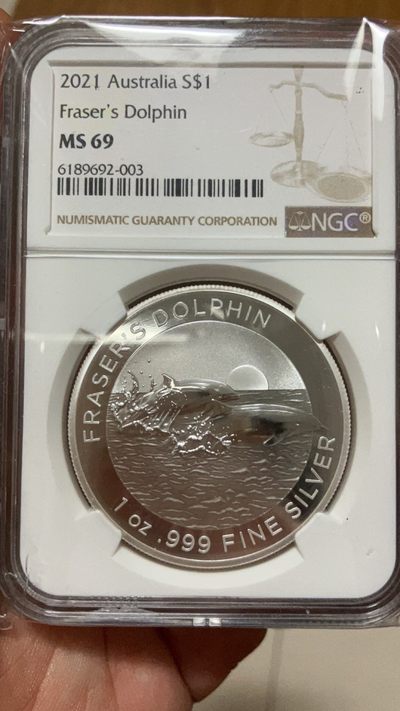 2021 Australia S$1
Fraser's Dolphin
MS 69
6189692-003
NUMISMATIC GUARANTY CORPORATION
NGC®
FRASER'S DOLPHIN
1 oz .999 FINE SILVER